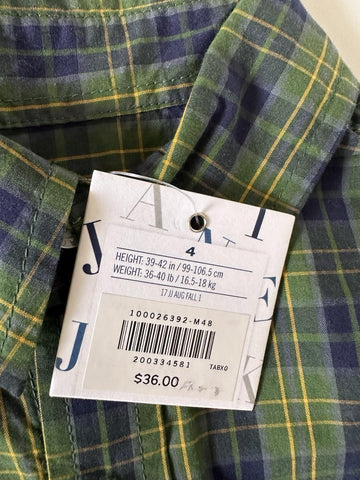 4
HEIGHT: 39-42 in / 99-106.5 cm
WEIGHT: 36-40 lb / 16.5-18 kg
17 JJ AUG FALL 1
100026392-M48
200334581 TABX0
$36.00